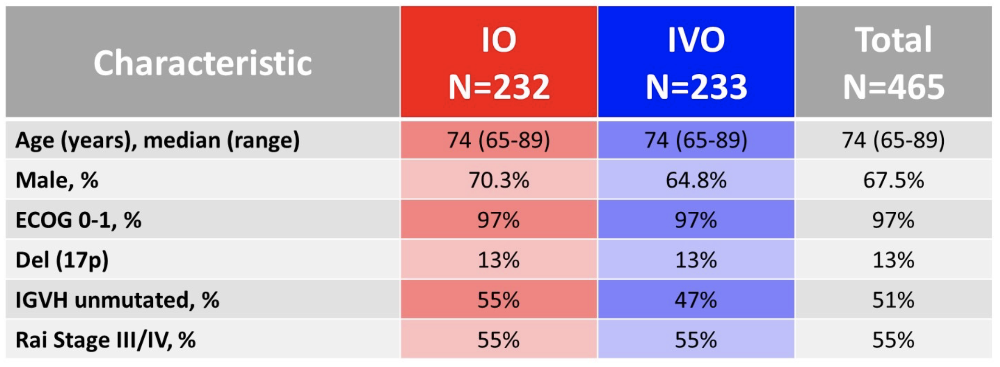 Characteristic IO N=232 IVO N=233 Total N=465
Age (years), median (range) 74 (65-89) 74 (65-89) 74 (65-89)
Male, % 70.3% 64.8% 67.5%
ECOG 0-1, % 97% 97% 97%
Del (17p) 13% 13% 13%
IGVH unmutated, % 55% 47% 51%
Rai Stage III/IV, % 55% 55% 55%